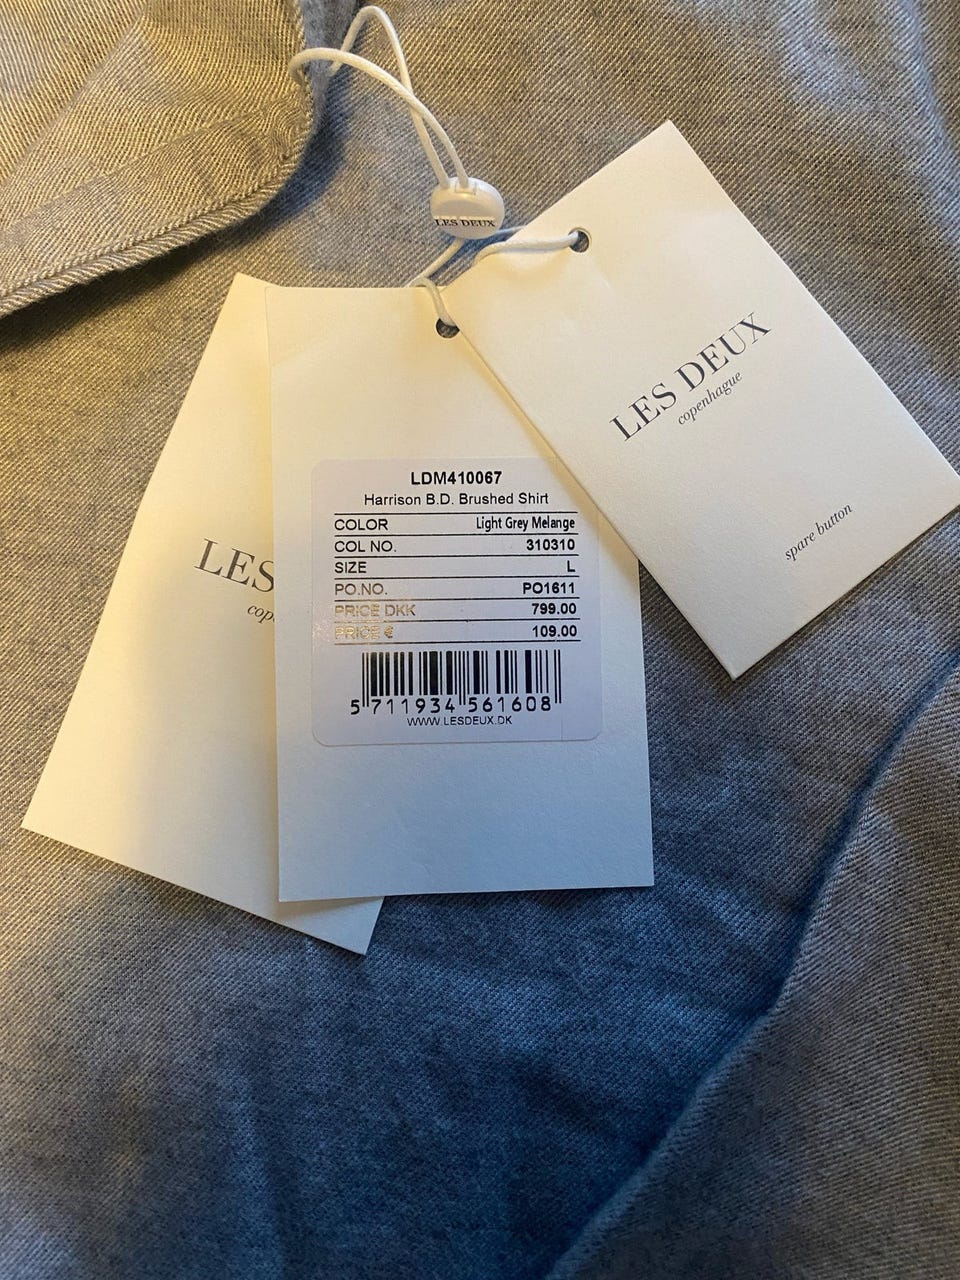 LES DEUX
LES DEUX
copenhague
spare button
LES
cop
LDM410067
Harrison B.D. Brushed Shirt
COLOR Light Grey Melange
COL NO. 310310
SIZE L
PO.NO. PO1611
PRICE DKK 799.00
PRICE € 109.00
5 711934 561608
WWW.LESDEUX.DK